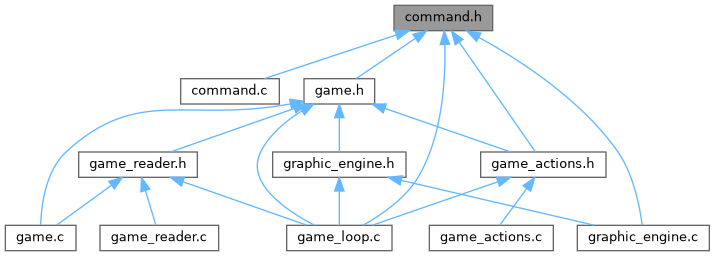 command.h
command.c
game.h
game_reader.h
graphic_engine.h
game_actions.h
game.c
game_reader.c
game_loop.c
game_actions.c
graphic_engine.c